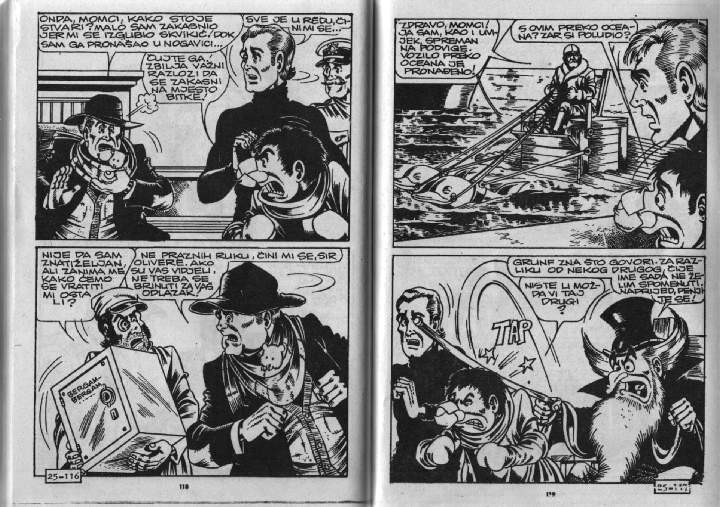 ONDA, MOMCI, KAKO STOJE
STVARI? MALO SAM ZAKASNIO
JER MI SE IZGUBIO SKVIKIĆ, DOK
SAM GA PRONAŠAO U NOGAVICI...
SVE JE U REDU, ČI-
NI MI SE...
ČUJTE GA,
ZBILJA VAŽNI
RAZLOZI DA
SE ZAKASNI
NA MJESTO
BITKE!
NIJE DA SAM
ZNATIŽELJAN,
ALI ZANIMA ME
KAKO ĆEMO
SE VRATITI
MI OSTA
LI?
NE PRAZNIH RUKU, ČINI MI SE, SIR
OLIVERE. AKO
SU VAS VIDJELI,
NE TREBA SE
BRINUTI ZA VAŠ
ODLAZAK!
BERGAM
BERGAM
25-116
118
ZDRAVO, MOMCI!
JA SAM, KAO I UVI-
JEK, SPREMAN
NA PODVIGE.
VOZILO PREKO
OCEANA JE
PRONAĐENO!
S OVIM PREKO OCEA-
NA? ZAR SI POLUDIO?
GRUNF ZNA ŠTO GOVORI. ZA RAZ-
LIKU OD NEKOG DRUGOG, ČIJE
IME SADA NE ŽE-
LIM SPOMENUTI.
NAPRIJED, PENJI-
TE SE!
NISTE LI MOŽ-
DA VI TAJ
DRUGI
?
TAP
119